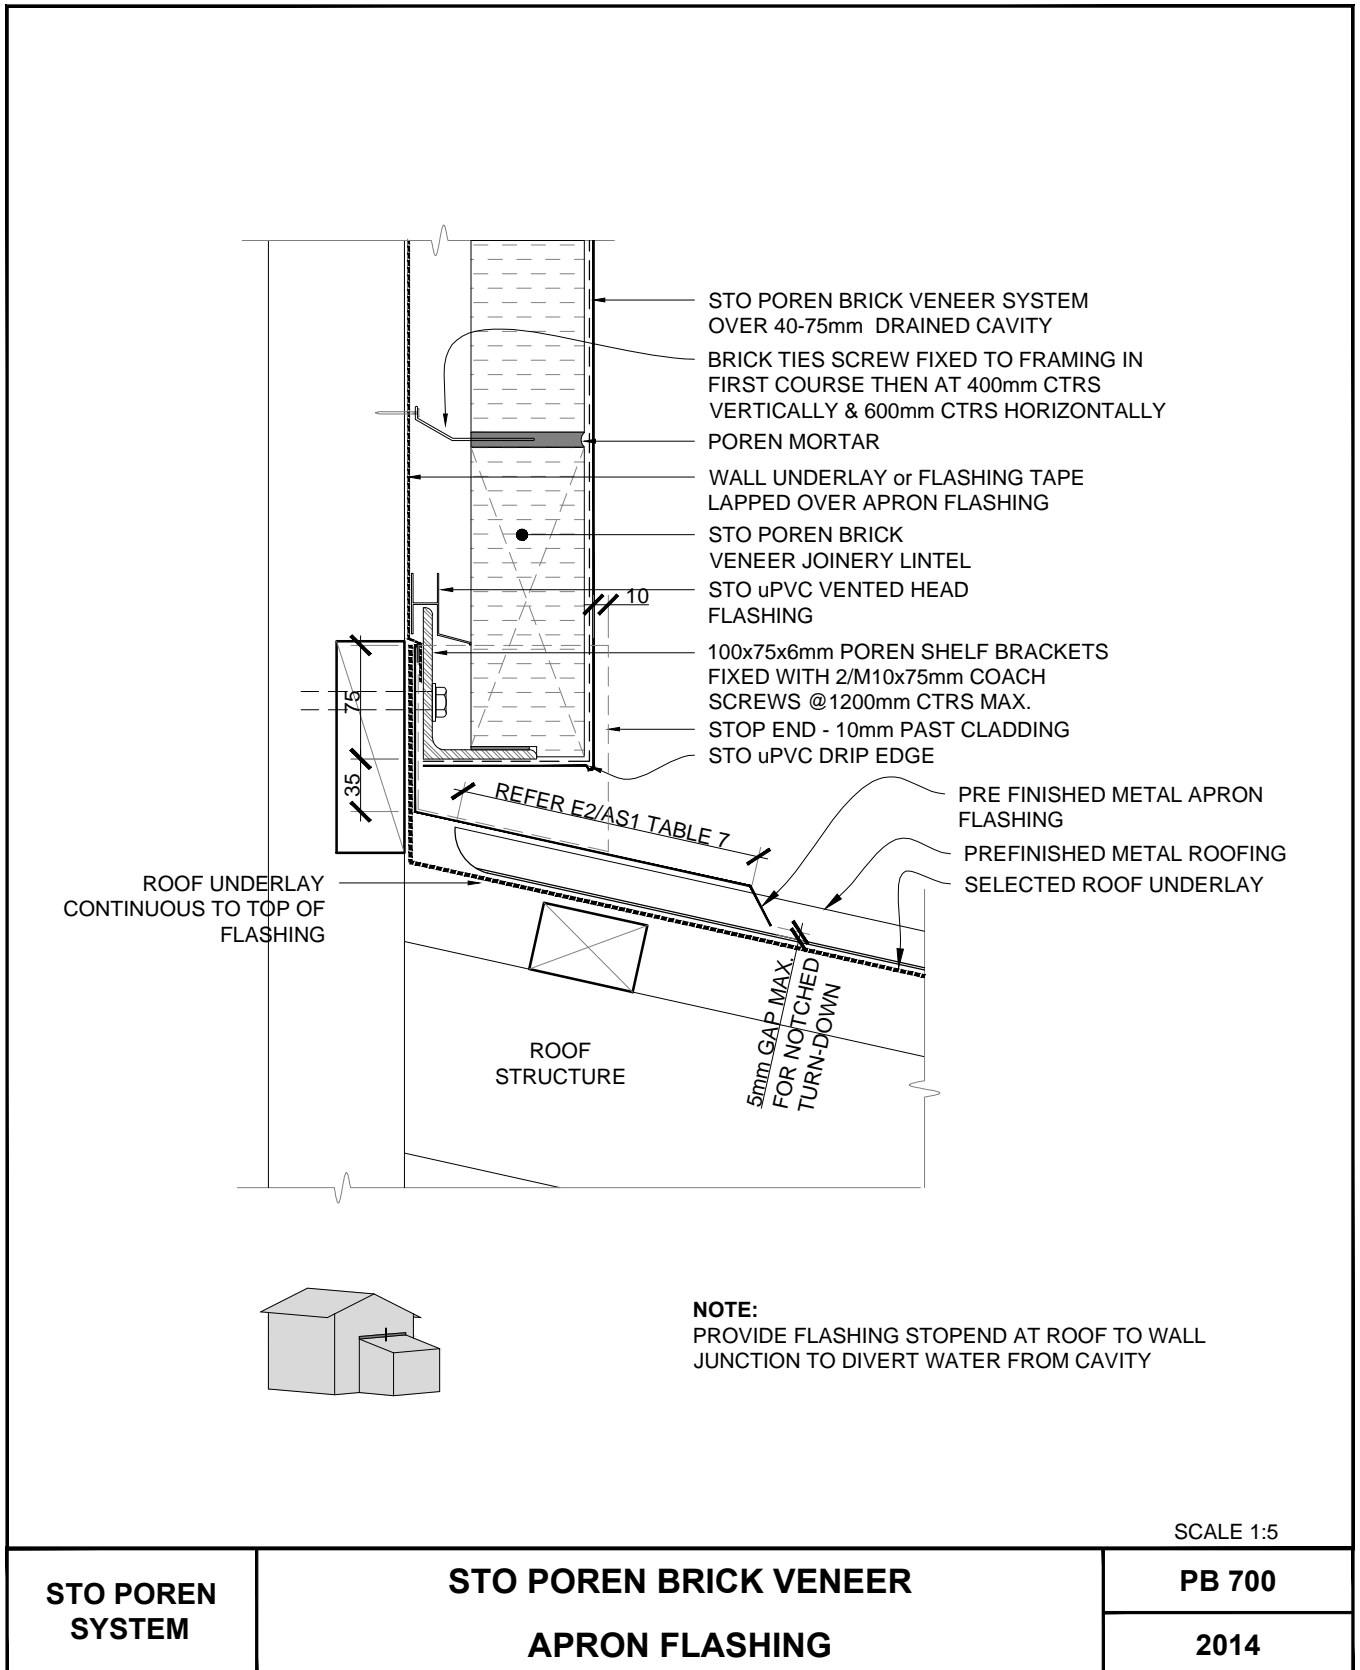 STO POREN BRICK VENEER SYSTEM
OVER 40-75mm DRAINED CAVITY
BRICK TIES SCREW FIXED TO FRAMING IN
FIRST COURSE THEN AT 400mm CTRS
VERTICALLY & 600mm CTRS HORIZONTALLY
POREN MORTAR
WALL UNDERLAY or FLASHING TAPE
LAPPED OVER APRON FLASHING
STO POREN BRICK
VENEER JOINERY LINTEL
STO uPVC VENTED HEAD
FLASHING
10
100x75x6mm POREN SHELF BRACKETS
FIXED WITH 2/M10x75mm COACH
SCREWS @1200mm CTRS MAX.
STOP END - 10mm PAST CLADDING
STO uPVC DRIP EDGE
75
35
REFER E2/AS1 TABLE 7
PRE FINISHED METAL APRON
FLASHING
PREFINISHED METAL ROOFING
SELECTED ROOF UNDERLAY
ROOF UNDERLAY
CONTINUOUS TO TOP OF
FLASHING
5mm GAP MAX.
FOR NOTCHED
TURN-DOWN
ROOF
STRUCTURE
NOTE:
PROVIDE FLASHING STOPEND AT ROOF TO WALL
JUNCTION TO DIVERT WATER FROM CAVITY
SCALE 1:5
STO POREN
SYSTEM
STO POREN BRICK VENEER
APRON FLASHING
PB 700
2014